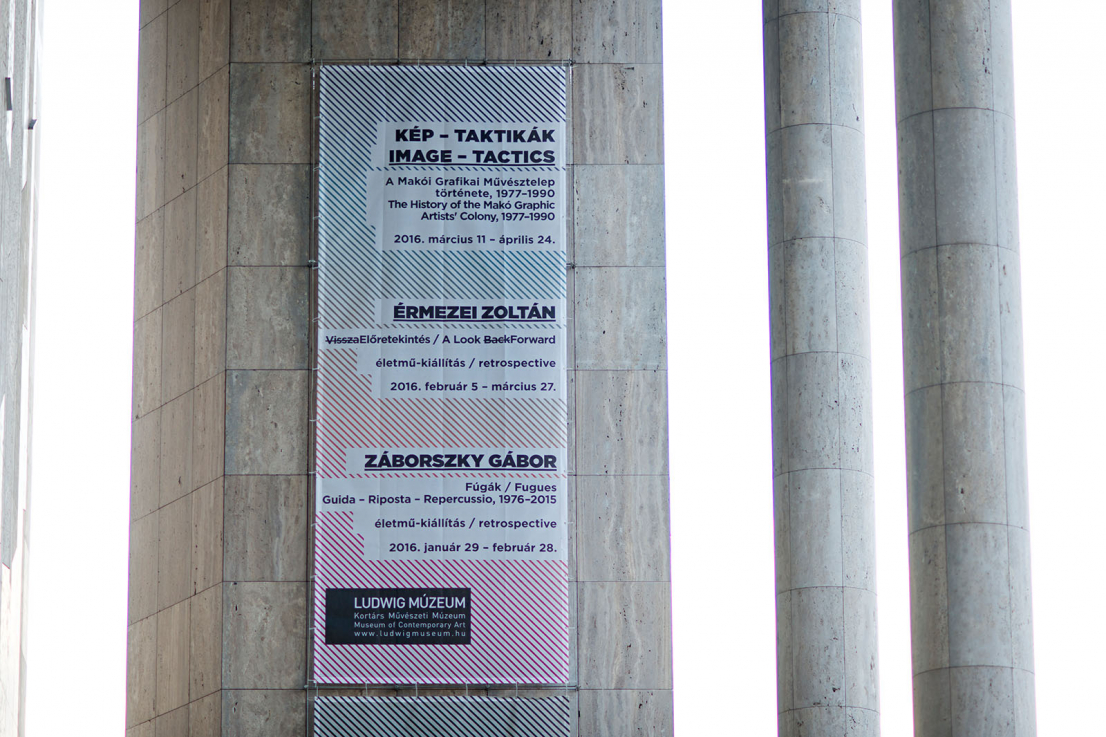 KÉP – TAKTIKÁK
IMAGE – TACTICS
A Makói Grafikai Művésztelep
története, 1977–1990
The History of the Makó Graphic
Artists' Colony, 1977–1990
2016. március 11 – április 24.
ÉRMEZEI ZOLTÁN
VisszaElőretekintés / A Look BackForward
életmű-kiállítás / retrospective
2016. február 5 – március 27.
ZÁBORSZKY GÁBOR
Fúgák / Fugues
Guida – Riposta – Repercussio, 1976–2015
életmű-kiállítás / retrospective
2016. január 29 – február 28.
LUDWIG MÚZEUM
Kortárs Művészeti Múzeum
Museum of Contemporary Art
www.ludwigmuseum.hu